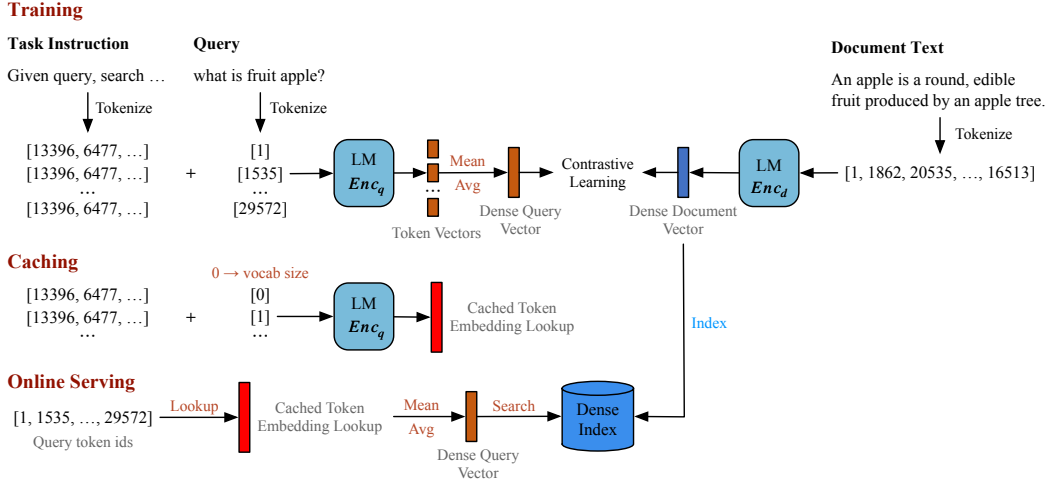 Training
Task Instruction
Query
Document Text
Given query, search …
what is fruit apple?
An apple is a round, edible
fruit produced by an apple tree.
Tokenize
Tokenize
Tokenize
[13396, 6477, …]
[13396, 6477, …]
…
[13396, 6477, …]
+
[1]
[1535]
…
[29572]
LM
Enc_q
…
Token Vectors
Mean
Avg
Dense Query
Vector
Contrastive
Learning
Dense Document
Vector
LM
Enc_d
[1, 1862, 20535, …, 16513]
Caching
0 → vocab size
[13396, 6477, …]
[13396, 6477, …]
…
+
[0]
[1]
…
LM
Enc_q
Cached Token
Embedding Lookup
Index
Online Serving
[1, 1535, …, 29572]
Query token ids
Lookup
Cached Token
Embedding Lookup
Mean
Avg
Dense Query
Vector
Search
Dense
Index